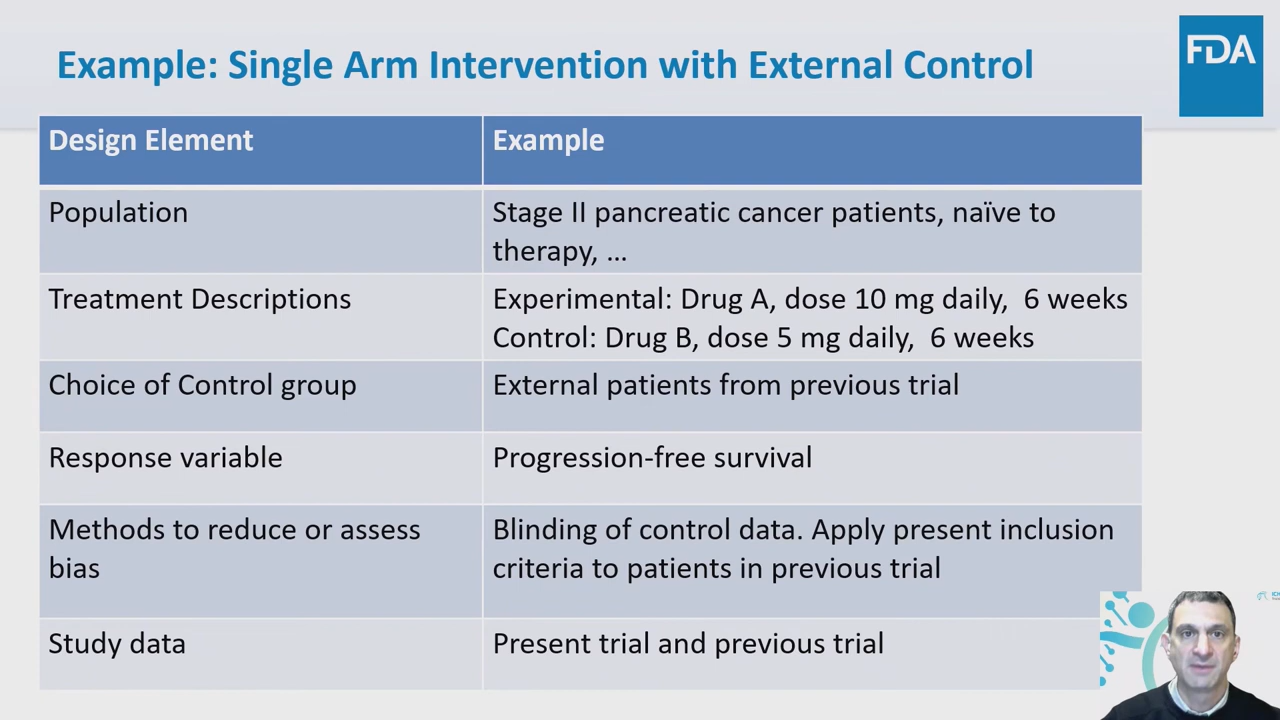 Example: Single Arm Intervention with External Control
FDA
Design Element
Example
Population
Stage II pancreatic cancer patients, naïve to
therapy, ...
Treatment Descriptions
Experimental: Drug A, dose 10 mg daily,  6 weeks
Control: Drug B, dose 5 mg daily,  6 weeks
Choice of Control group
External patients from previous trial
Response variable
Progression-free survival
Methods to reduce or assess
bias
Blinding of control data. Apply present inclusion
criteria to patients in previous trial
Study data
Present trial and previous trial